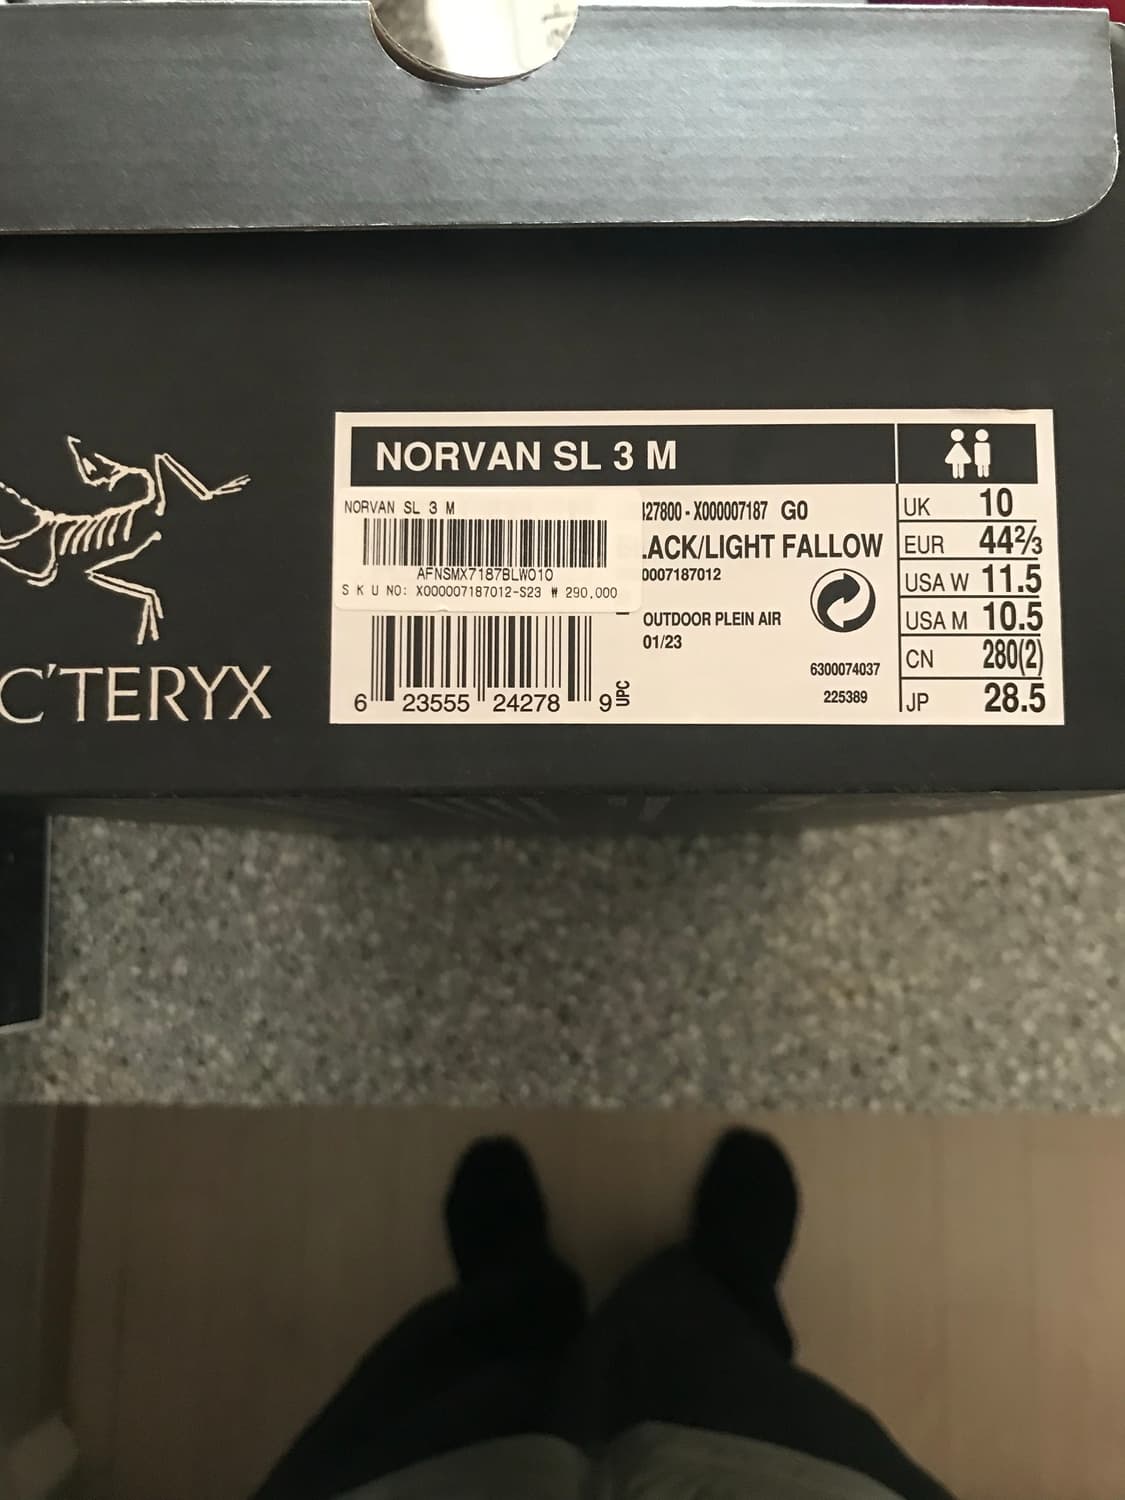 C'TERYX
NORVAN SL 3 M
NORVAN SL 3 M
AFNSMX7187BLW010
S K U NO: X000007187012-S23 ₩ 290,000
27800 - X000007187 GO
LACK/LIGHT FALLOW
0007187012
OUTDOOR PLEIN AIR
01/23
6 23555 24278 9 UPC
6300074037
225389
UK 10
EUR 44⅔
USA W 11.5
USA M 10.5
CN 280(2)
JP 28.5